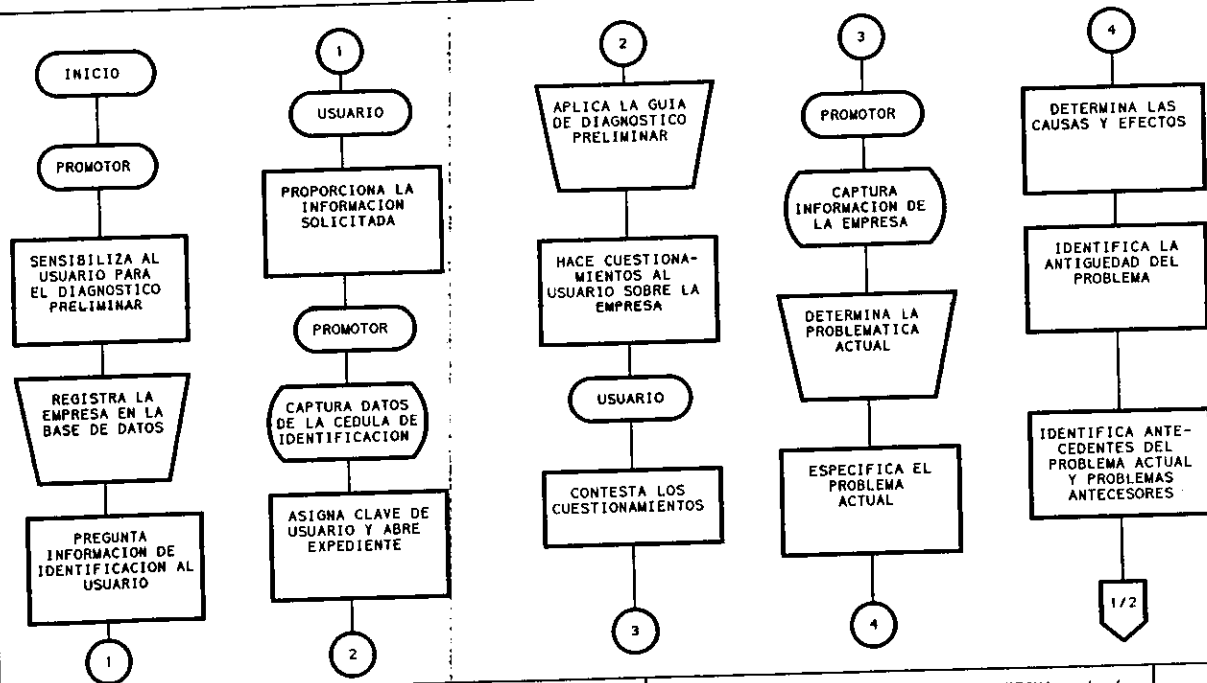 INICIO
PROMOTOR
SENSIBILIZA AL
USUARIO PARA
EL DIAGNOSTICO
PRELIMINAR
REGISTRA LA
EMPRESA EN LA
BASE DE DATOS
PREGUNTA
INFORMACION DE
IDENTIFICACION AL
USUARIO
1
1
USUARIO
PROPORCIONA LA
INFORMACION
SOLICITADA
PROMOTOR
CAPTURA DATOS
DE LA CEDULA DE
IDENTIFICACION
ASIGNA CLAVE DE
USUARIO Y ABRE
EXPEDIENTE
2
2
APLICA LA GUIA
DE DIAGNOSTICO
PRELIMINAR
HACE CUESTIONA-
MIENTOS AL
USUARIO SOBRE LA
EMPRESA
USUARIO
CONTESTA LOS
CUESTIONAMIENTOS
3
3
PROMOTOR
CAPTURA
INFORMACION DE
LA EMPRESA
DETERMINA LA
PROBLEMATICA
ACTUAL
ESPECIFICA EL
PROBLEMA
ACTUAL
4
4
DETERMINA LAS
CAUSAS Y EFECTOS
IDENTIFICA LA
ANTIGUEDAD DEL
PROBLEMA
IDENTIFICA ANTE-
CEDENTES DEL
PROBLEMA ACTUAL
Y PROBLEMAS
ANTECESORES
1/2